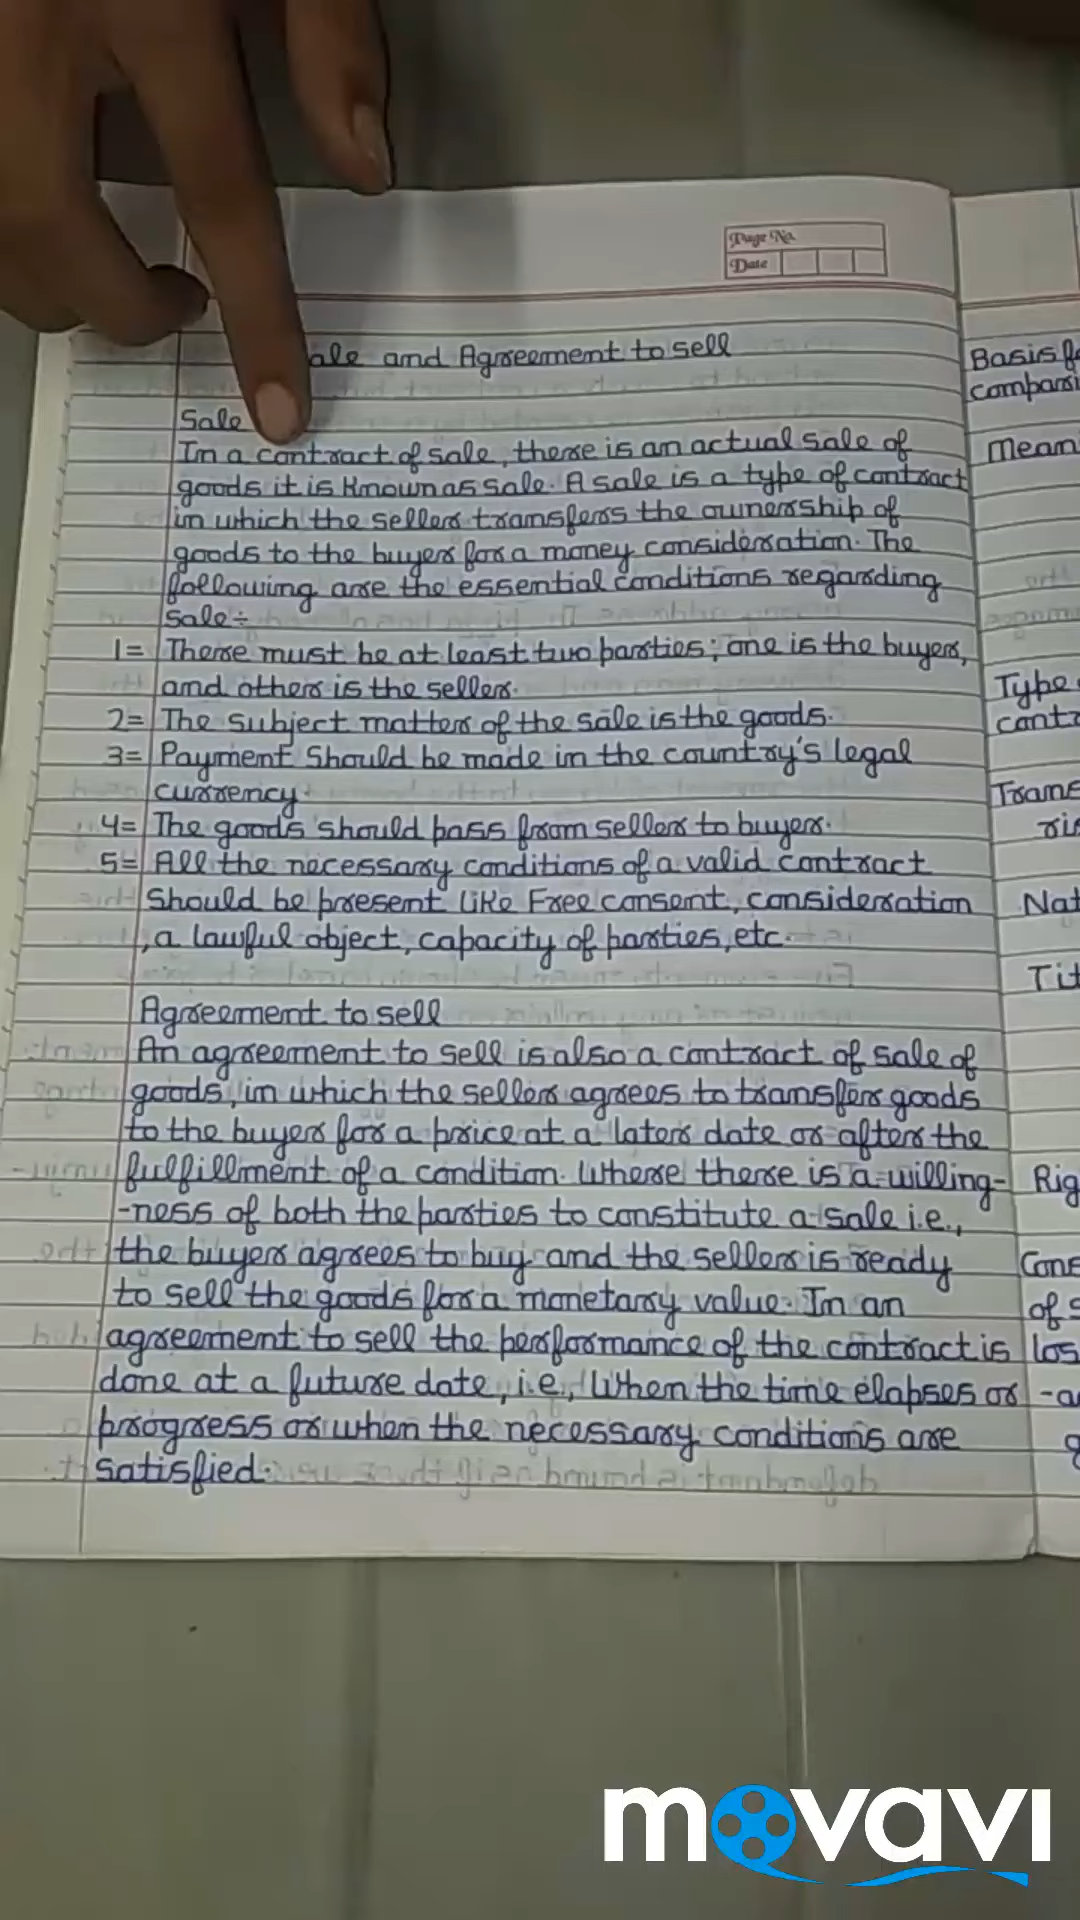 Page No.
Date
ale and Agreement to sell
Sale
In a contract of sale, there is an actual sale of
goods it is known as sale. A sale is a type of contract
in which the seller transfers the ownership of
goods to the buyer for a money consideration. The
following are the essential conditions regarding
sale÷
1= There must be at least two parties; one is the buyer,
and other is the seller.
2= The subject matter of the sale is the goods.
3= Payment should be made in the country's legal
currency.
4= The goods should pass from seller to buyer.
5= All the necessary conditions of a valid contract
should be present like Free consent, consideration
, a lawful object, capacity of parties, etc.
Agreement to sell
An agreement to sell is also a contract of sale of
goods, in which the seller agrees to transfer goods
to the buyer for a price at a later date or after the
fulfillment of a condition. Where there is a willing-
-ness of both the parties to constitute a sale i.e.,
the buyer agrees to buy and the seller is ready
to sell the goods for a monetary value. In an
agreement to sell the performance of the contract is
done at a future date, i.e., when the time elapses or
progress or when the necessary conditions are
satisfied.
Basis f
compari
Mean
Type
cont
Trans
ris
Nat
Tit
Rig
Cons
of s
los
-a
g
movavi